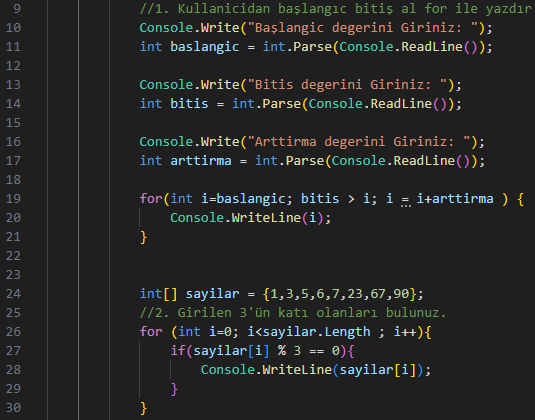 9 //1. Kullanicidan başlangıc bitiş al for ile yazdır
10 Console.Write("Başlangic degerini Giriniz: ");
11 int baslangic = int.Parse(Console.ReadLine());
12
13 Console.Write("Bitis degerini Giriniz: ");
14 int bitis = int.Parse(Console.ReadLine());
15
16 Console.Write("Arttirma degerini Giriniz: ");
17 int arttirma = int.Parse(Console.ReadLine());
18
19 for(int i=baslangic; bitis > i; i = i+arttirma ) {
20 Console.WriteLine(i);
21 }
22
23
24 int[] sayilar = {1,3,5,6,7,23,67,90};
25 //2. Girilen 3'ün katı olanları bulunuz.
26 for (int i=0; i<sayilar.Length ; i++){
27 if(sayilar[i] % 3 == 0){
28 Console.WriteLine(sayilar[i]);
29 }
30 }